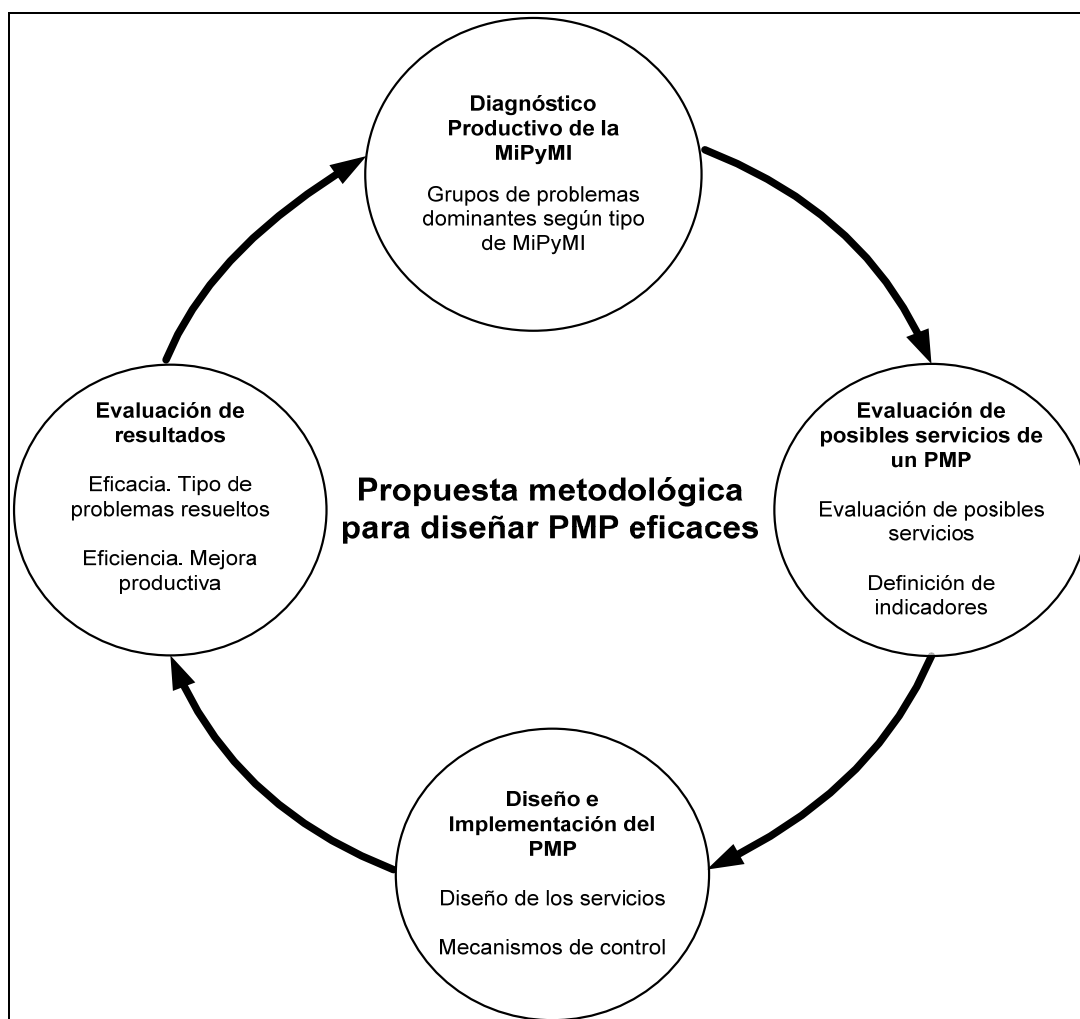 Diagnóstico
Productivo de la
MiPyMI
Grupos de problemas
dominantes según tipo
de MiPyMI
Evaluación de
resultados
Eficacia. Tipo de
problemas resueltos
Eficiencia. Mejora
productiva
Propuesta metodológica
para diseñar PMP eficaces
Evaluación de
posibles servicios de
un PMP
Evaluación de posibles
servicios
Definición de
indicadores
Diseño e
Implementación del
PMP
Diseño de los servicios
Mecanismos de control